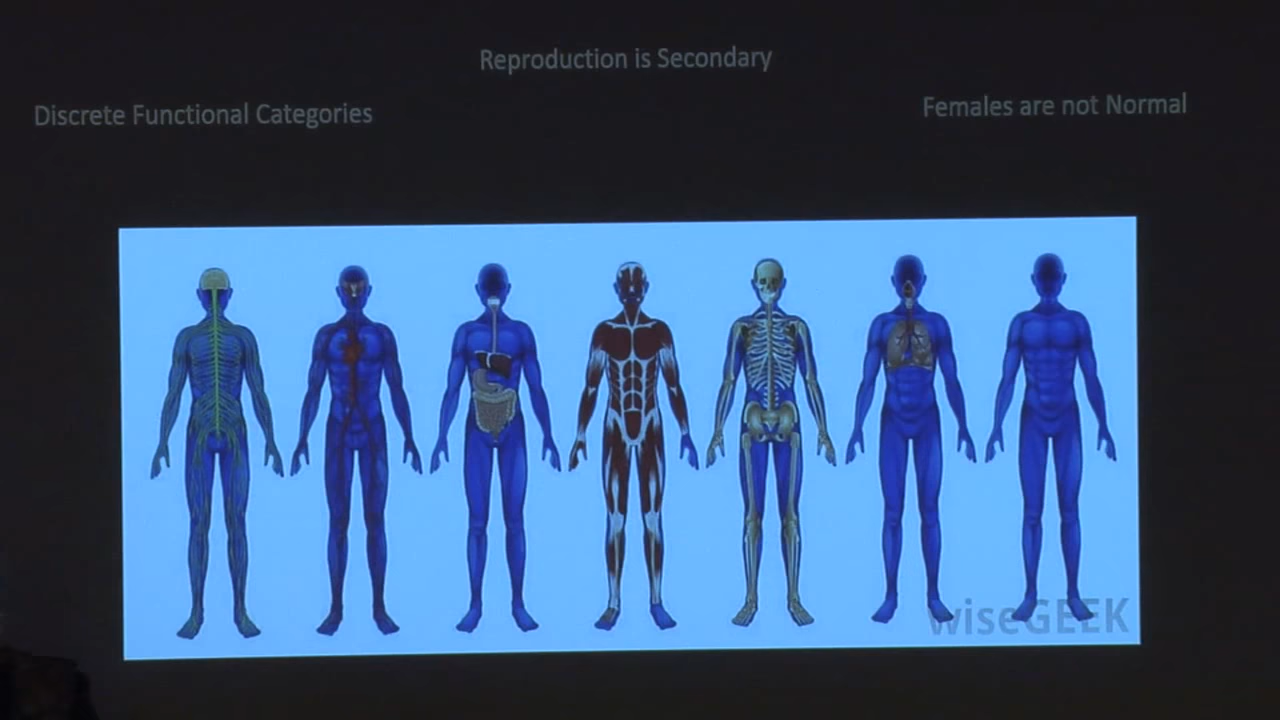 Reproduction is Secondary
Discrete Functional Categories
Females are not Normal
wiseGEEK